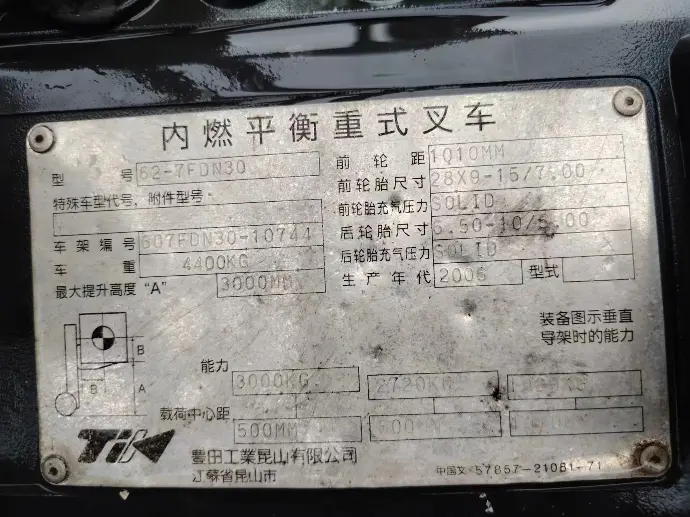 内燃平衡重式叉车
型 号 62-7FDN30
特殊车型代号，附件型号
车架编号 607FDN30-10744
车 重 4400KG
最大提升高度 "A" 3000MM
前轮距 1010MM
前轮胎尺寸 28X9-15/7.00
前轮胎充气压力 SOLID
后轮胎尺寸 6.50-10/5.00
后轮胎充气压力 SOLID
生产年代 2006 型式
装备图示垂直
导架时的能力
B
B A
能力 3000KG 2720KG
载荷中心距 500MM
TIK
豊田工業昆山有限公司
江蘇省昆山市
中国文 57857-21081-71